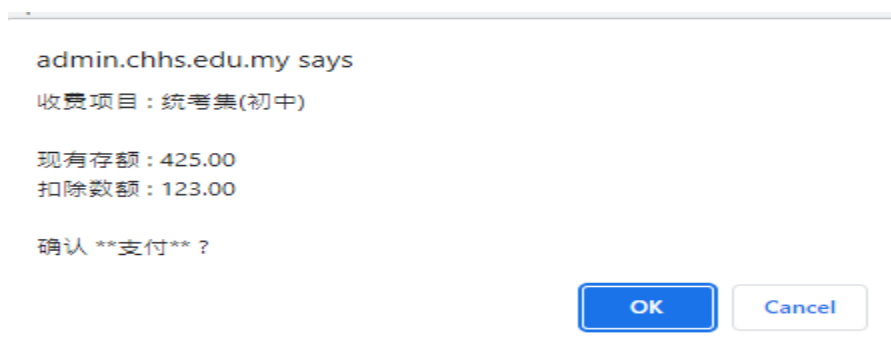 admin.chhs.edu.my says
收费项目 : 统考集(初中)
现有存额 : 425.00
扣除数额 : 123.00
确认 **支付** ?
OK
Cancel